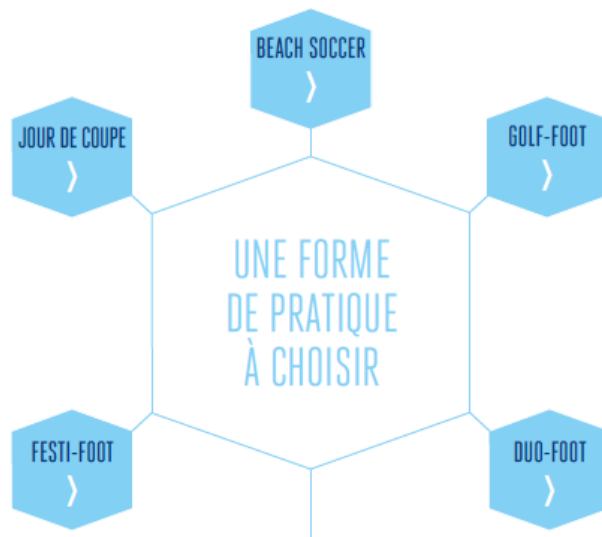 BEACH SOCCER
JOUR DE COUPE
GOLF-FOOT
UNE FORME
DE PRATIQUE
À CHOISIR
FESTI-FOOT
DUO-FOOT